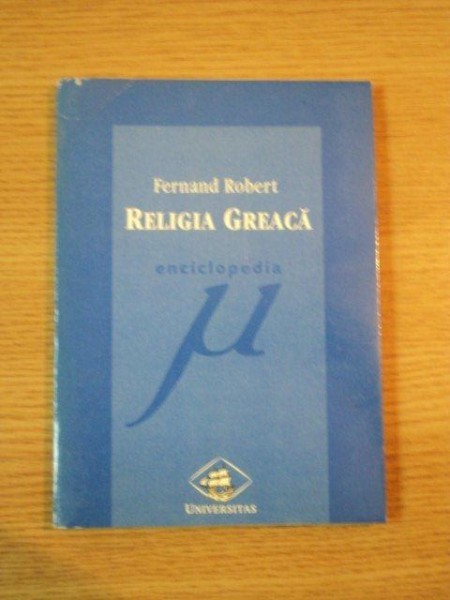 Fernand Robert
RELIGIA GREACĂ
enciclopedia
μ
UNIVERSITAS